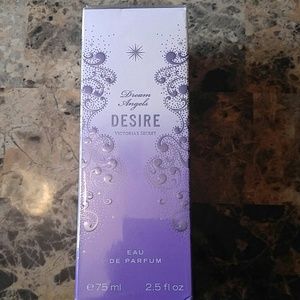 Dream
Angels
DESIRE
VICTORIA'S SECRET
EAU
DE PARFUM
e 75 ml 2.5 fl oz